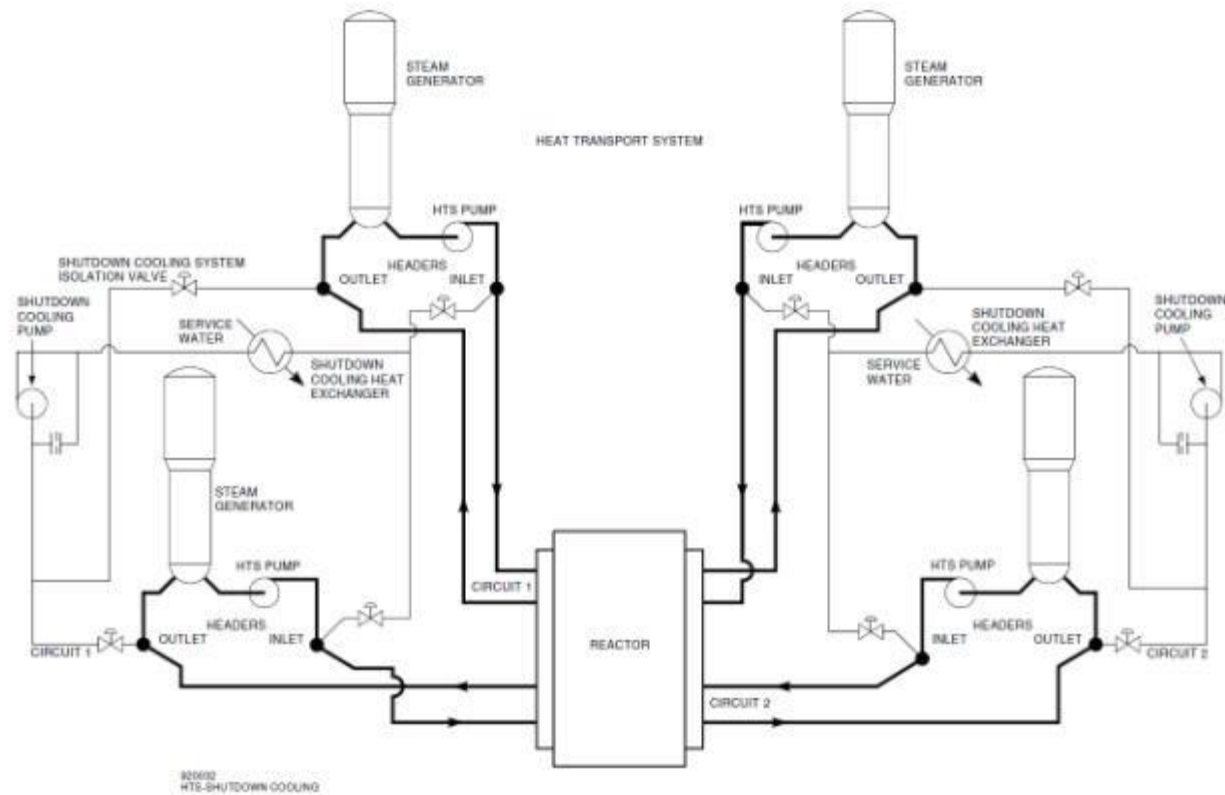 STEAM
GENERATOR
STEAM
GENERATOR
HEAT TRANSPORT SYSTEM
HTS PUMP
HTS PUMP
SHUTDOWN COOLING SYSTEM
ISOLATION VALVE
OUTLET
HEADERS
INLET
INLET
HEADERS
OUTLET
SHUTDOWN
COOLING
PUMP
SERVICE
WATER
SHUTDOWN
COOLING HEAT
EXCHANGER
SHUTDOWN
COOLING HEAT
EXCHANGER
SERVICE
WATER
SHUTDOWN
COOLING
PUMP
STEAM
GENERATOR
HTS PUMP
HTS PUMP
CIRCUIT 1
HEADERS
OUTLET
INLET
CIRCUIT 1
REACTOR
INLET
HEADERS
OUTLET
CIRCUIT 2
CIRCUIT 2
HTS-SHUTDOWN COOLING